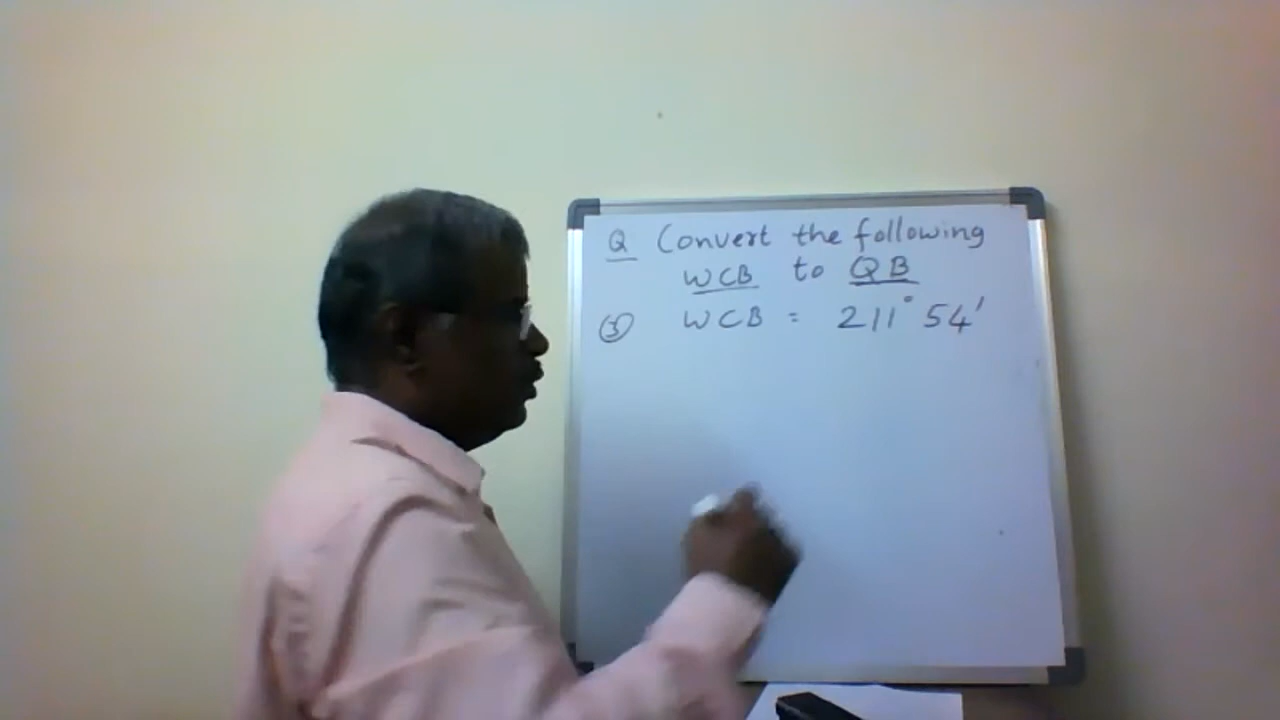 Q Convert the following
WCB to QB
③ WCB = 211° 54'